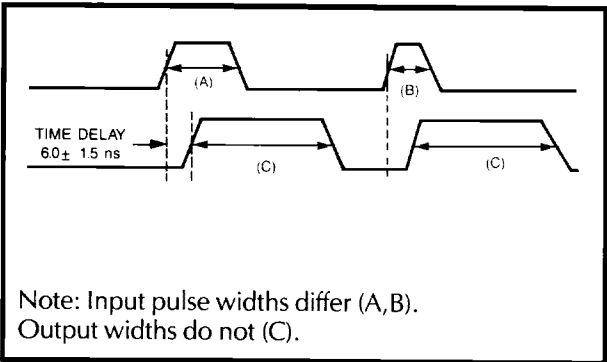 (A)
(B)
TIME DELAY
6.0± 1.5 ns
(C)
(C)
Note: Input pulse widths differ (A,B).
Output widths do not (C).